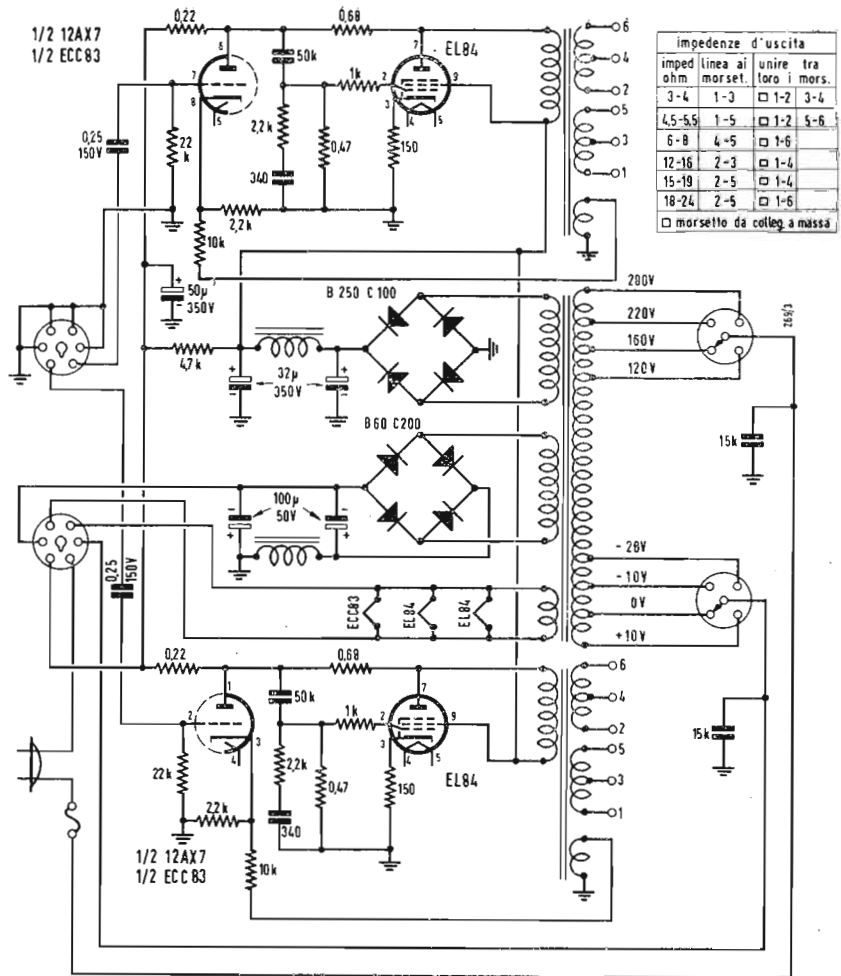 1/2 12AX7
1/2 ECC83
0,22
0,68
50k
EL84
6
7
8
5
1k
7
2
9
3
4
5
2,2k
0,47
150
340
0,25
150V
22
k
2,2k
10k
6
4
2
5
3
1
impedenze d'uscita
imped ohm linea ai morset. unire loro i tra mors.
3-4 1-3 □ 1-2 3-4
4,5-5,5 1-5 □ 1-2 5-6
6-8 4-5 □ 1-6
12-16 2-3 □ 1-4
15-19 2-5 □ 1-4
18-24 2-5 □ 1-6
□ morsetto da colleg. a massa
50µ
350V
+
-
B 250 C 100
4,7k
+
-
32µ
350V
+
-
280V
220V
160V
120V
269/3
15k
B60 C200
-
+
100µ
50V
-
+
0,25
150V
ECC83
EL84
EL84
- 26V
- 10V
0V
+10V
15k
0,22
0,68
50k
1
2
3
4
1k
7
2
9
3
4
5
EL84
22k
2,2k
2,2k
0,47
150
340
10k
1/2 12AX7
1/2 ECC83
6
4
2
5
3
1